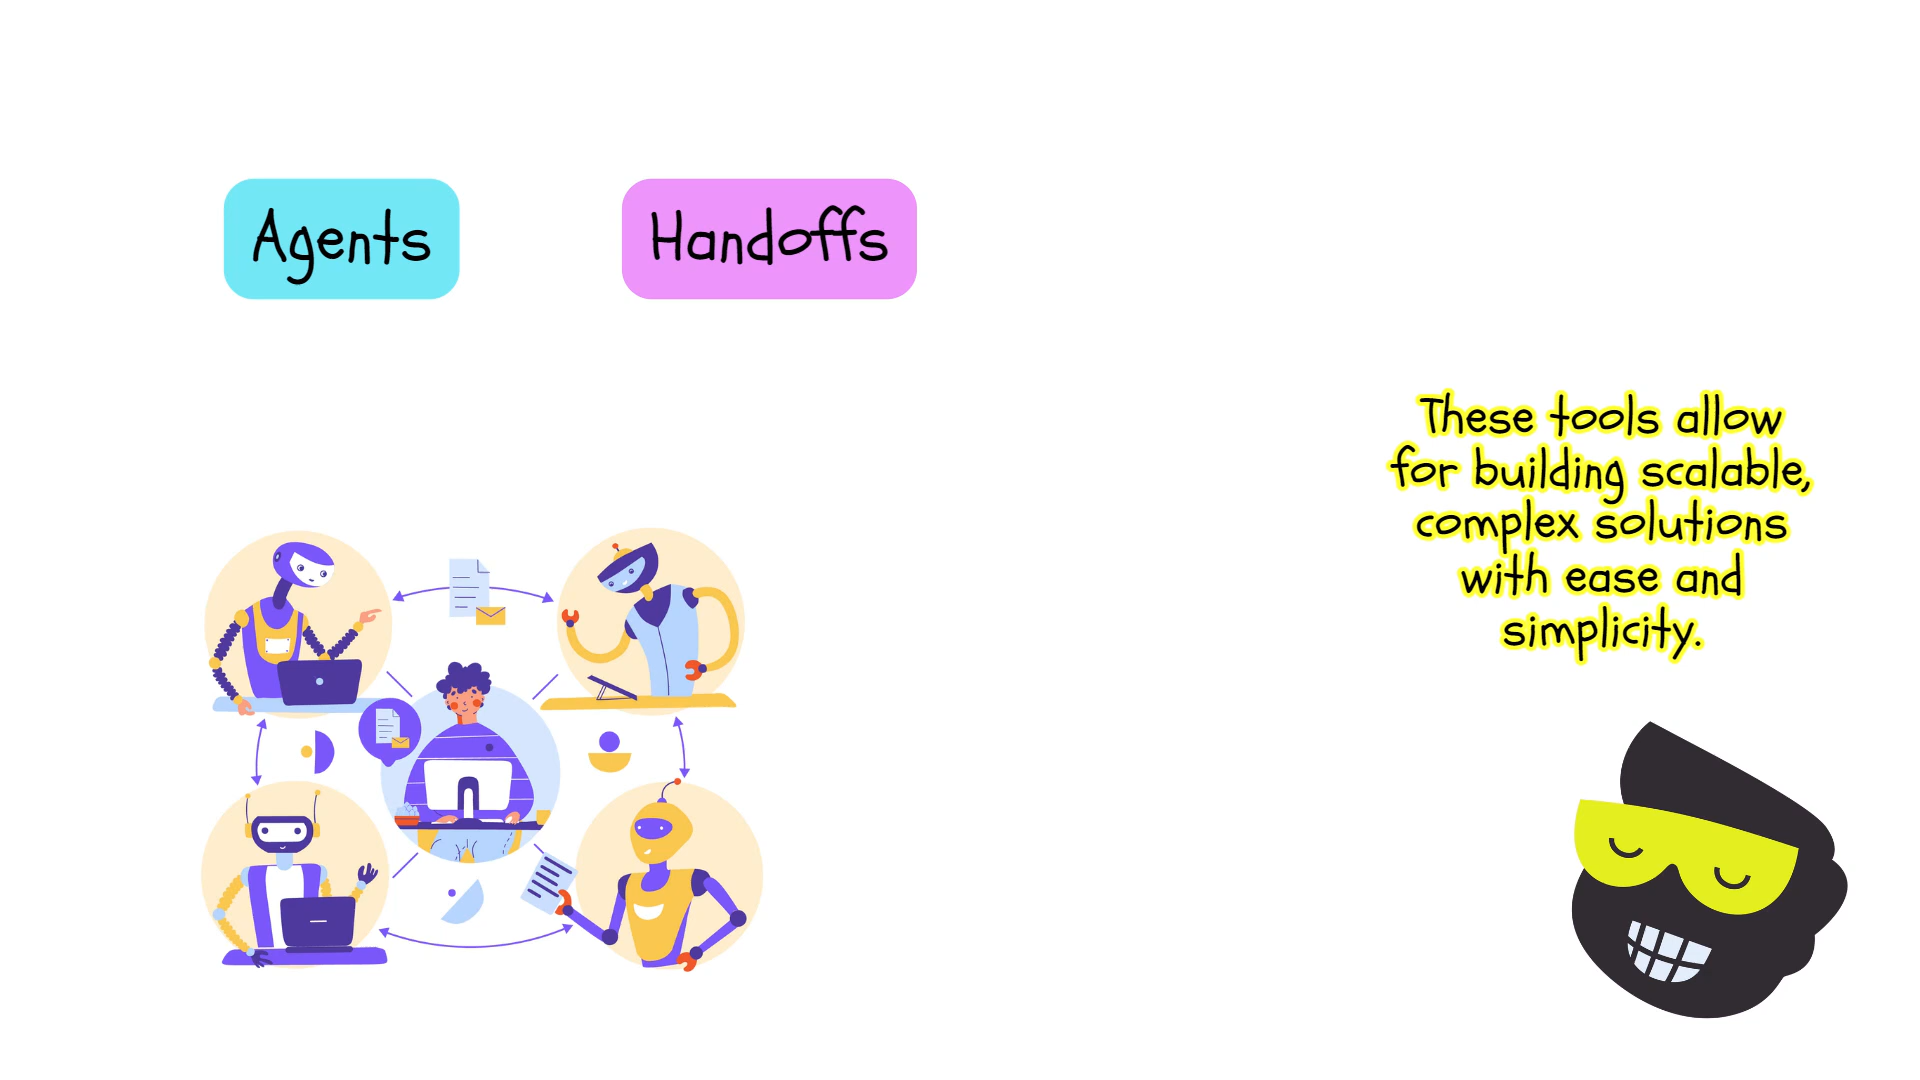 Agents
Handoffs
These tools allow
for building scalable,
complex solutions
with ease and
simplicity.